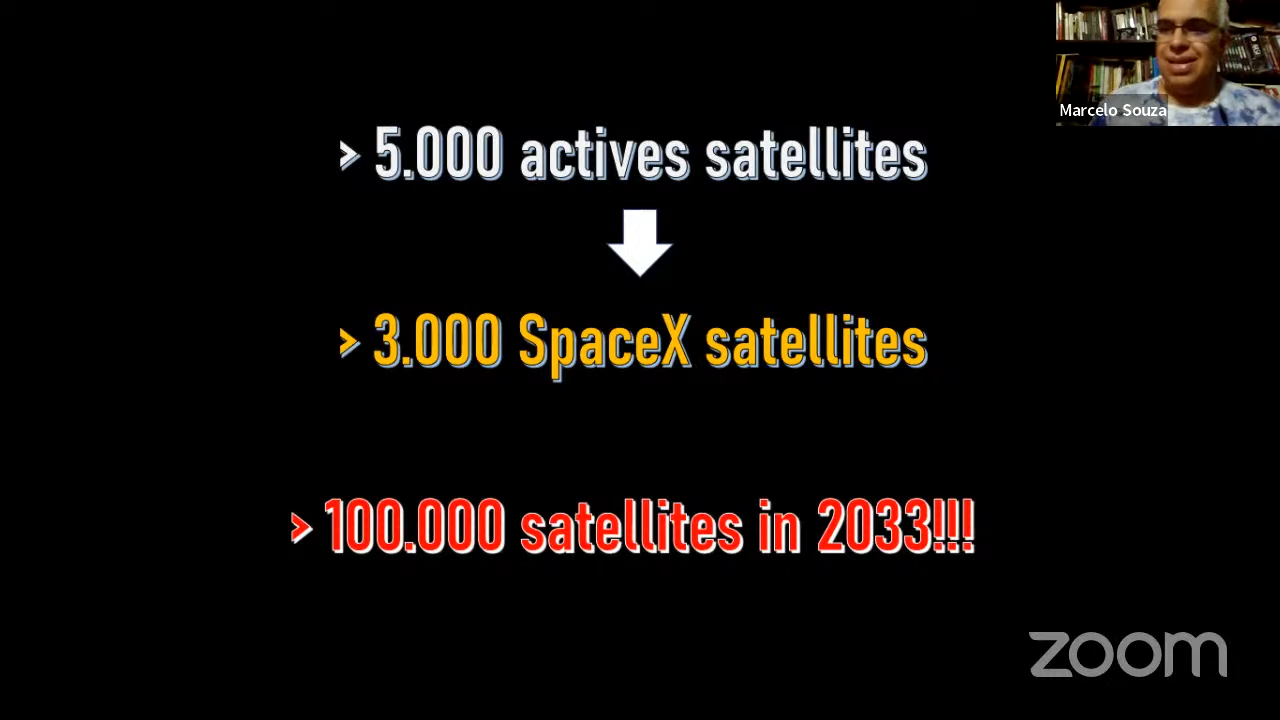 Marcelo Souza
> 5.000 actives satellites
> 3.000 SpaceX satellites
> 100.000 satellites in 2033!!!
zoom